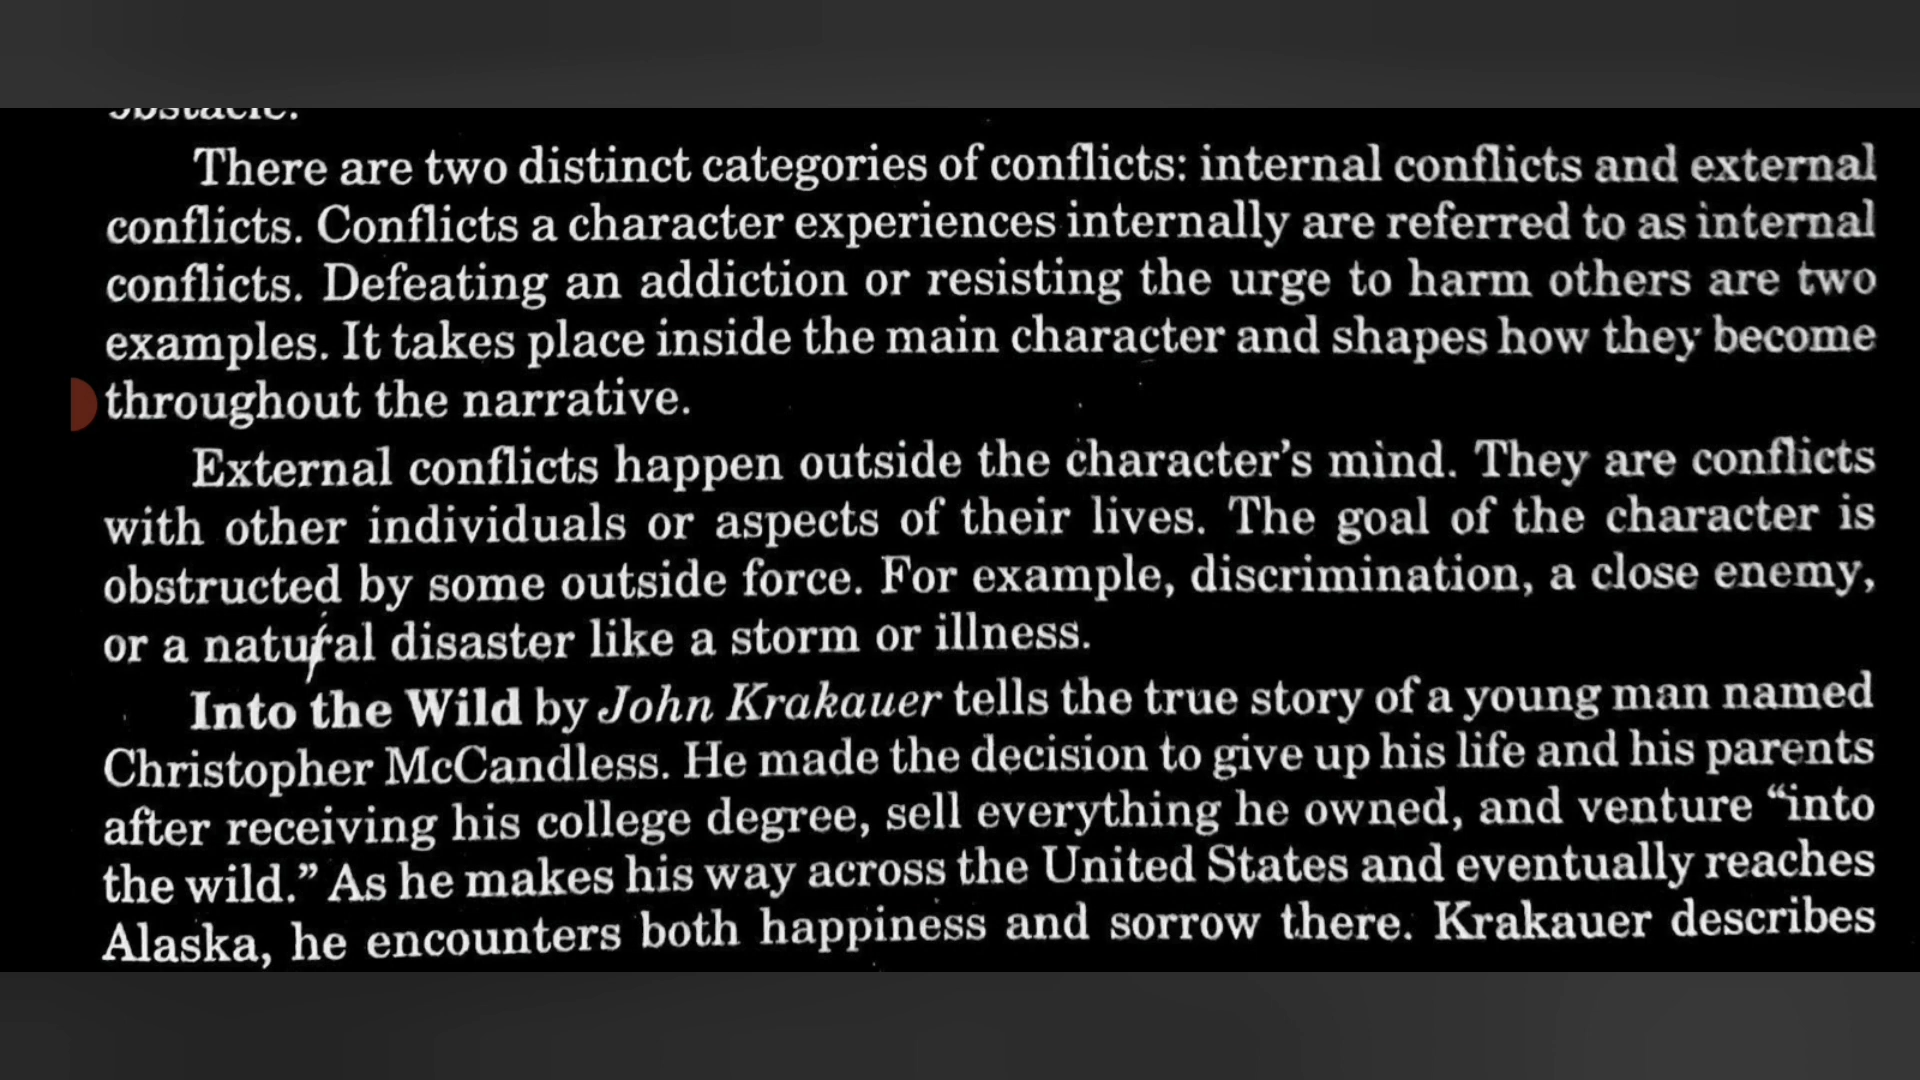 obstacle.
There are two distinct categories of conflicts: internal conflicts and external
conflicts. Conflicts a character experiences internally are referred to as internal
conflicts. Defeating an addiction or resisting the urge to harm others are two
examples. It takes place inside the main character and shapes how they become
throughout the narrative.
External conflicts happen outside the character’s mind. They are conflicts
with other individuals or aspects of their lives. The goal of the character is
obstructed by some outside force. For example, discrimination, a close enemy,
or a natural disaster like a storm or illness.
Into the Wild by John Krakauer tells the true story of a young man named
Christopher McCandless. He made the decision to give up his life and his parents
after receiving his college degree, sell everything he owned, and venture “into
the wild.” As he makes his way across the United States and eventually reaches
Alaska, he encounters both happiness and sorrow there. Krakauer describes